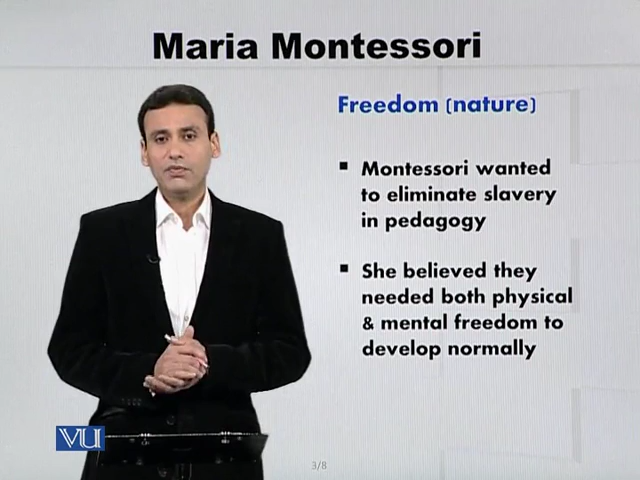 Maria Montessori
Freedom (nature)
▪ Montessori wanted
to eliminate slavery
in pedagogy
▪ She believed they
needed both physical
& mental freedom to
develop normally
VU
3/8